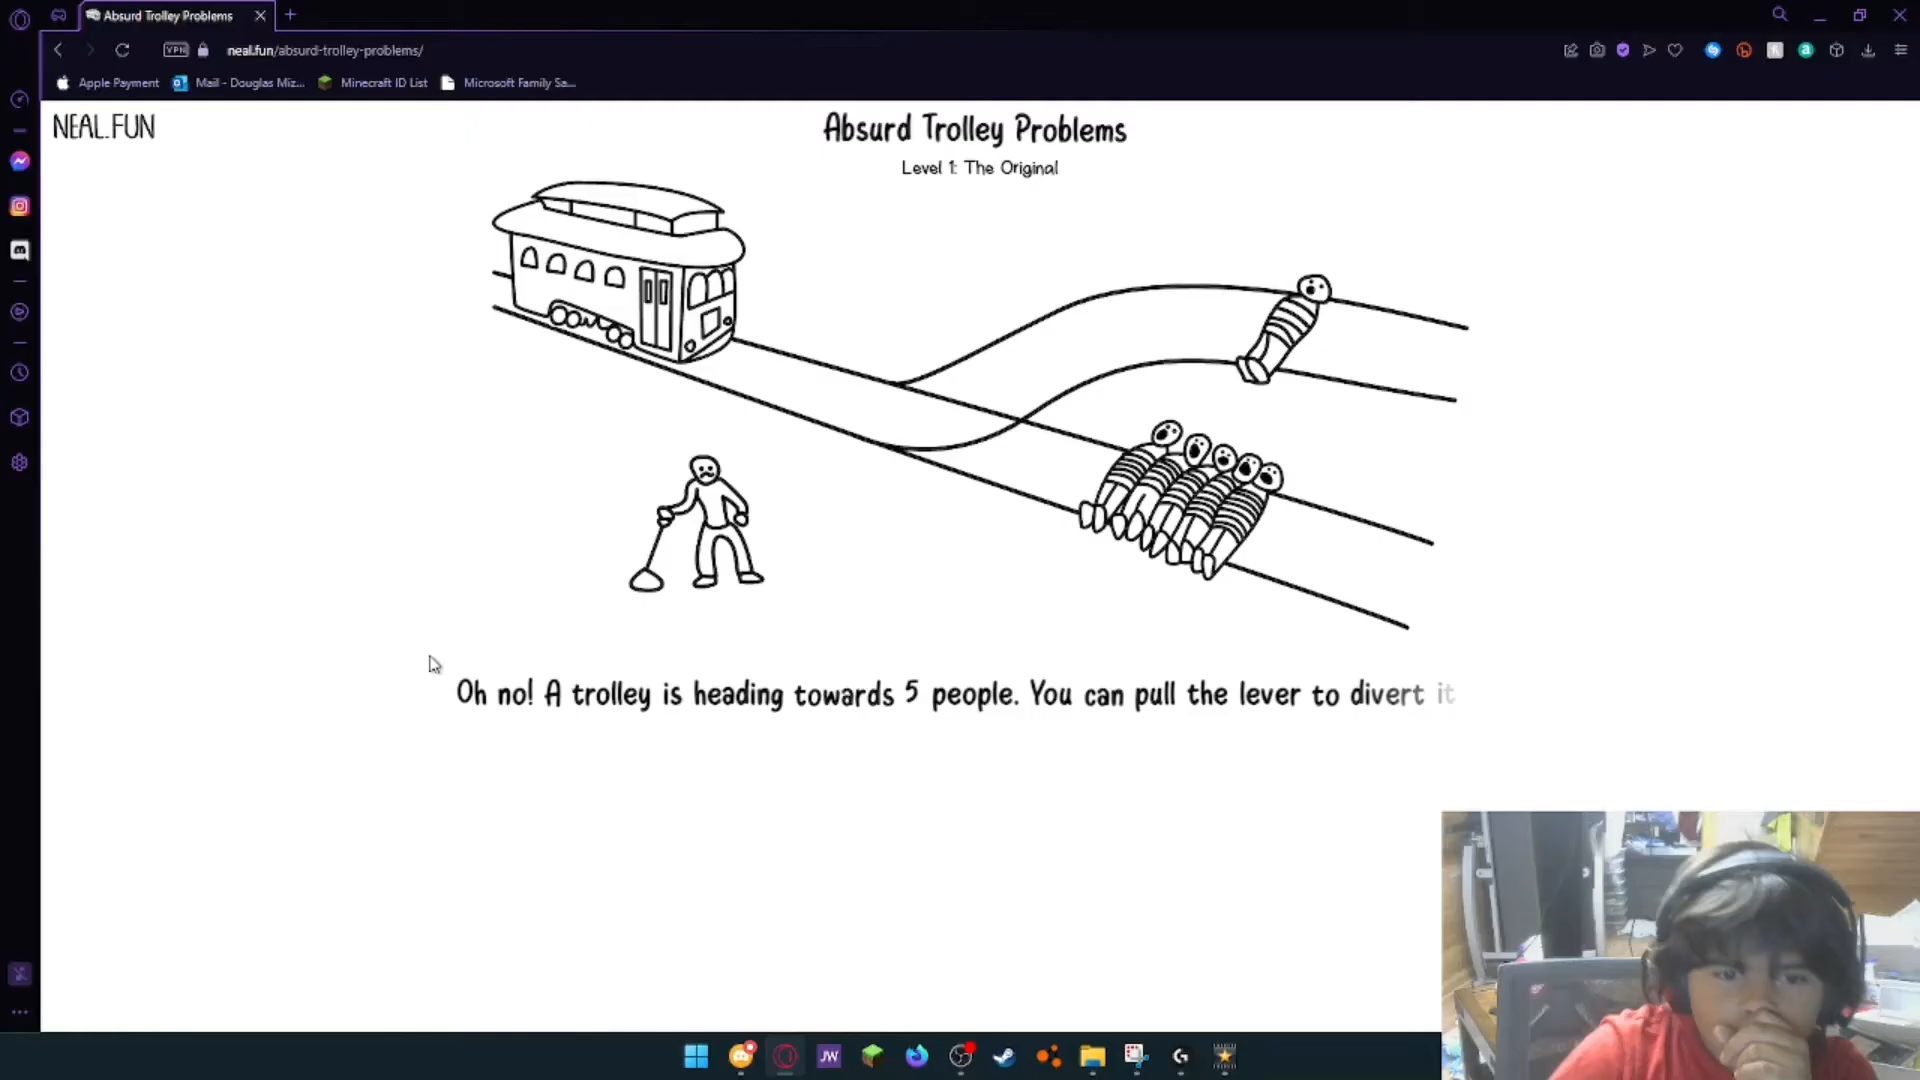 Absurd Trolley Problems
VPN
neal.fun/absurd-trolley-problems/
Apple Payment
Mail - Douglas Miz...
Minecraft ID List
Microsoft Family Sa...
NEAL.FUN
Absurd Trolley Problems
Level 1: The Original
Oh no! A trolley is heading towards 5 people. You can pull the lever to divert it
JW